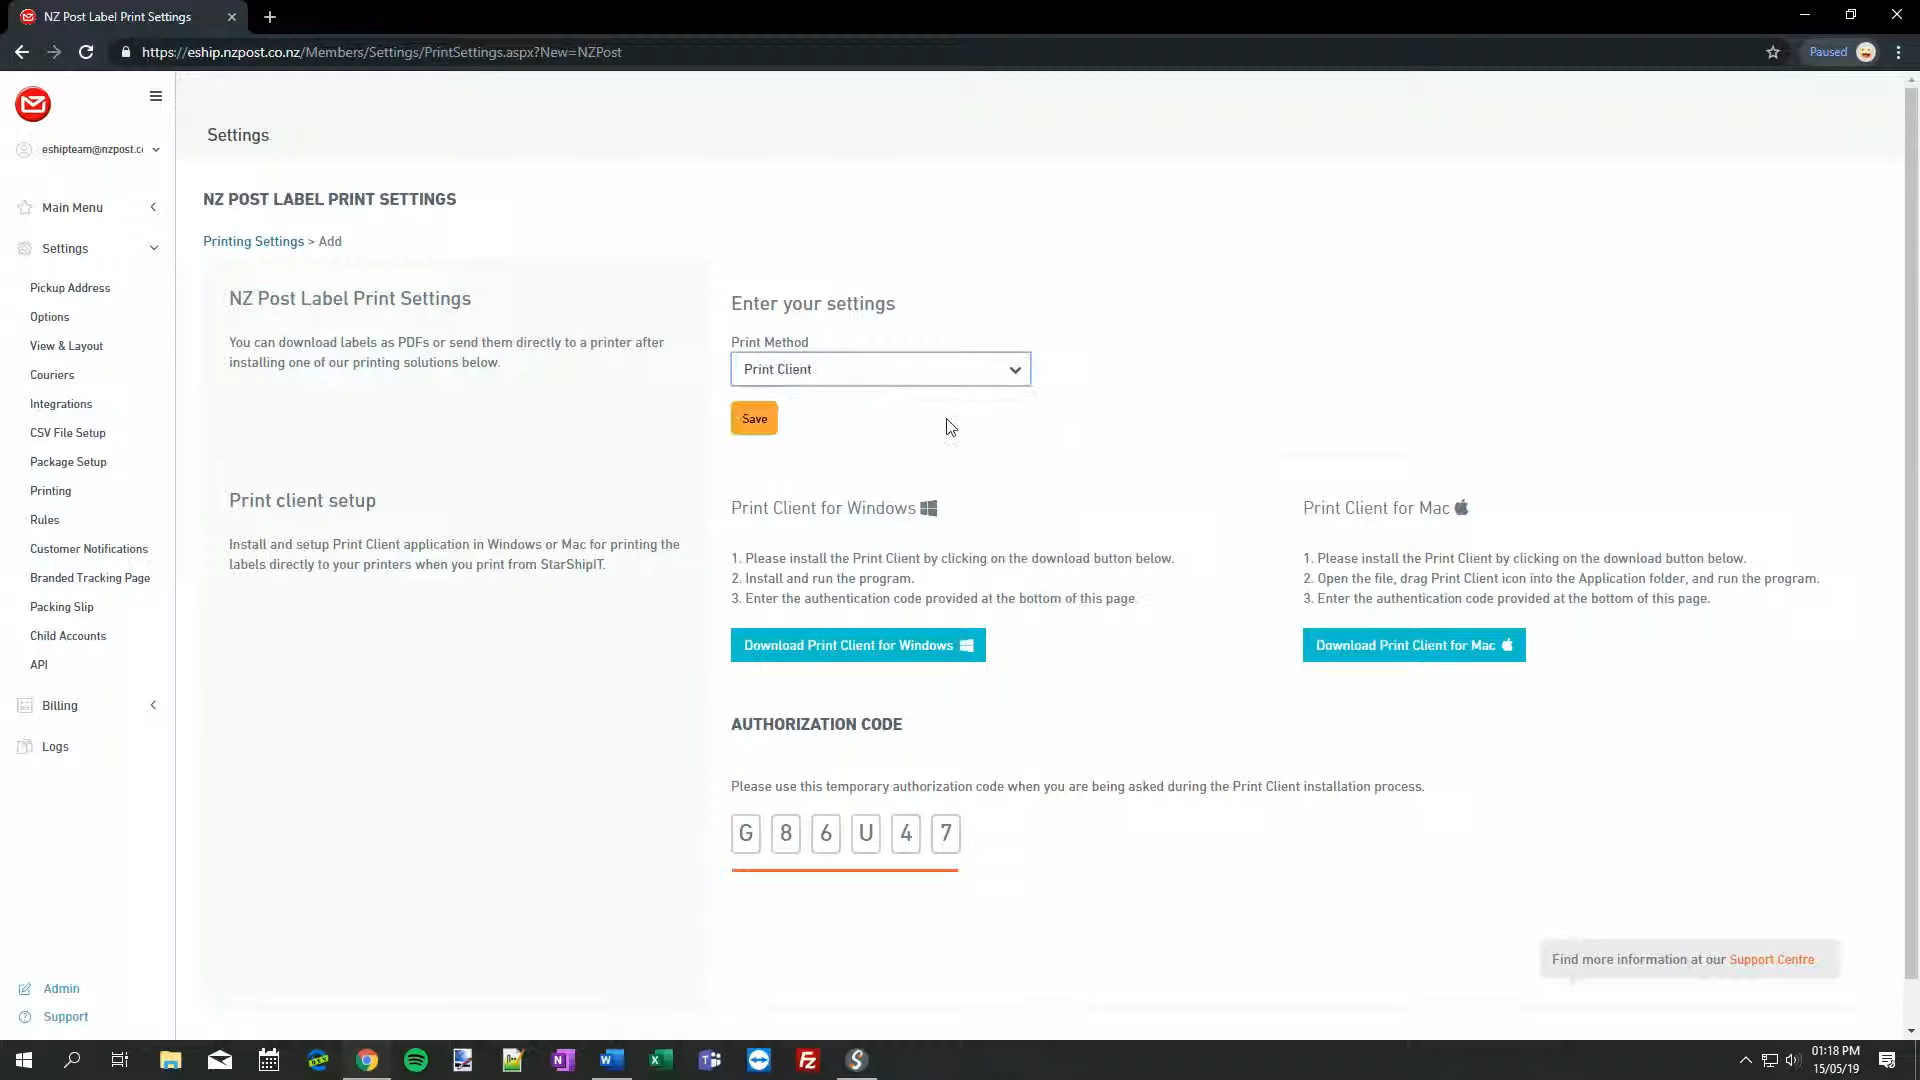 NZ Post Label Print Settings
https://eship.nzpost.co.nz/Members/Settings/PrintSettings.aspx?New=NZPost
Paused
eshipteam@nzpost.cc
Main Menu
Settings
Pickup Address
Options
View & Layout
Couriers
Integrations
CSV File Setup
Package Setup
Printing
Rules
Customer Notifications
Branded Tracking Page
Packing Slip
Child Accounts
API
Billing
Logs
Admin
Support
Settings
NZ POST LABEL PRINT SETTINGS
Printing Settings > Add
NZ Post Label Print Settings
You can download labels as PDFs or send them directly to a printer after
installing one of our printing solutions below.
Enter your settings
Print Method
Print Client
Save
Print client setup
Install and setup Print Client application in Windows or Mac for printing the
labels directly to your printers when you print from StarShipIT.
Print Client for Windows
1. Please install the Print Client by clicking on the download button below.
2. Install and run the program.
3. Enter the authentication code provided at the bottom of this page.
Download Print Client for Windows
Print Client for Mac
1. Please install the Print Client by clicking on the download button below.
2. Open the file, drag Print Client icon into the Application folder, and run the program.
3. Enter the authentication code provided at the bottom of this page.
Download Print Client for Mac
AUTHORIZATION CODE
Please use this temporary authorization code when you are being asked during the Print Client installation process.
G 8 6 U 4 7
Find more information at our Support Centre
01:18 PM
15/05/19